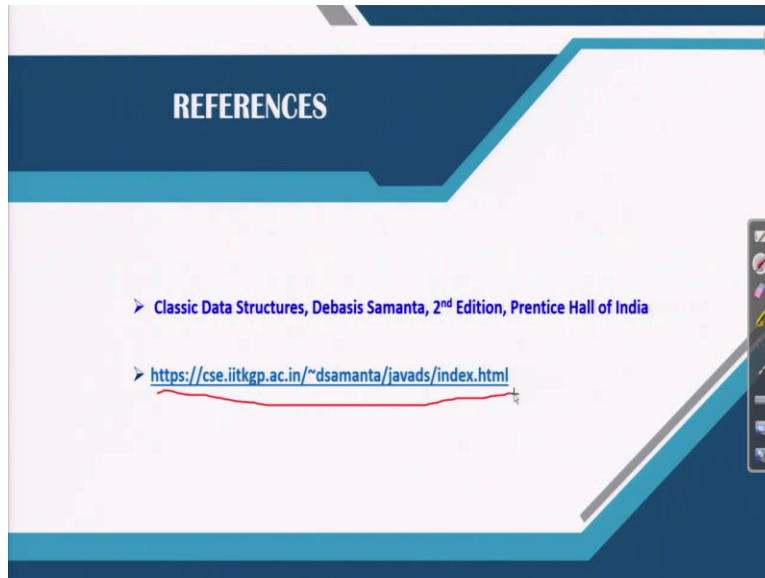 REFERENCES
➢ Classic Data Structures, Debasis Samanta, 2nd Edition, Prentice Hall of India
➢ https://cse.iitkgp.ac.in/~dsamanta/javads/index.html